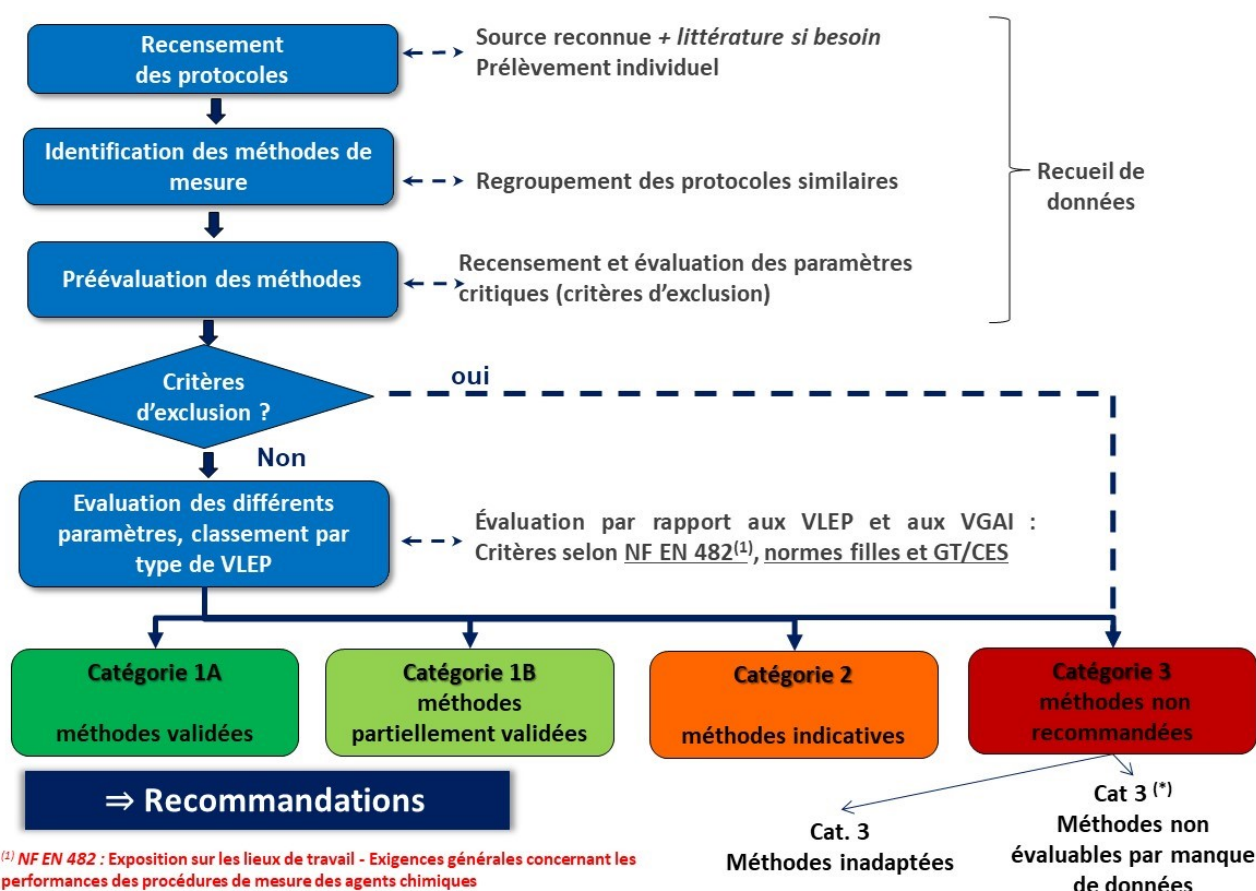 Recensement
des protocoles
Source reconnue + littérature si besoin
Prélèvement individuel
Identification des méthodes de
mesure
Regroupement des protocoles similaires
Recueil de
données
Préévaluation des méthodes
Recensement et évaluation des paramètres
critiques (critères d’exclusion)
Critères
d’exclusion ?
oui
Non
Evaluation des différents
paramètres, classement par
type de VLEP
Évaluation par rapport aux VLEP et aux VGAI :
Critères selon NF EN 482(1), normes filles et GT/CES
Catégorie 1A
méthodes validées
Catégorie 1B
méthodes
partiellement validées
Catégorie 2
méthodes indicatives
Catégorie 3
méthodes non
recommandées
⇒ Recommandations
Cat. 3
Méthodes inadaptées
Cat 3 (*)
Méthodes non
évaluables par manque
de données
(1) NF EN 482 : Exposition sur les lieux de travail - Exigences générales concernant les
performances des procédures de mesure des agents chimiques